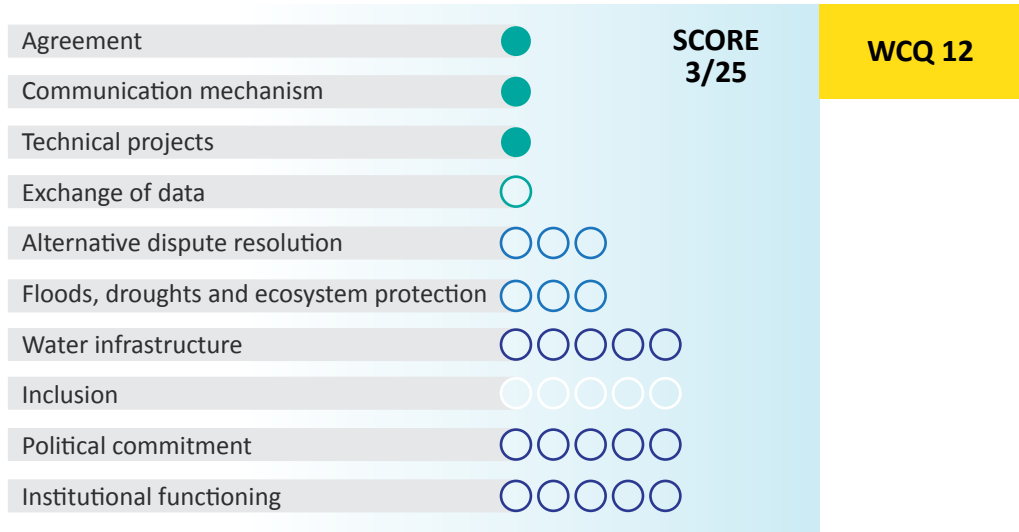 Agreement
Communication mechanism
Technical projects
Exchange of data
Alternative dispute resolution
Floods, droughts and ecosystem protection
Water infrastructure
Inclusion
Political commitment
Institutional functioning
SCORE
3/25
WCQ 12